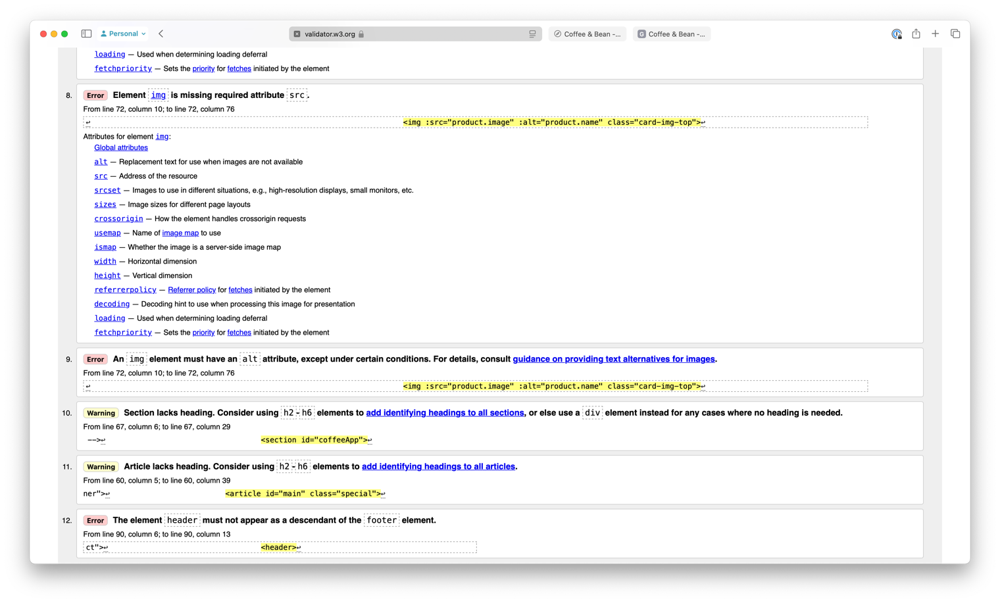 Personal
validator.w3.org
Coffee & Bean -...
G Coffee & Bean -...
loading — Used when determining loading deferral
fetchpriority — Sets the priority for fetches initiated by the element
8. Error Element img is missing required attribute src.
From line 72, column 10; to line 72, column 76
↩ <img :src="product.image" :alt="product.name" class="card-img-top">↩
Attributes for element img:
Global attributes
alt — Replacement text for use when images are not available
src — Address of the resource
srcset — Images to use in different situations, e.g., high-resolution displays, small monitors, etc.
sizes — Image sizes for different page layouts
crossorigin — How the element handles crossorigin requests
usemap — Name of image map to use
ismap — Whether the image is a server-side image map
width — Horizontal dimension
height — Vertical dimension
referrerpolicy — Referrer policy for fetches initiated by the element
decoding — Decoding hint to use when processing this image for presentation
loading — Used when determining loading deferral
fetchpriority — Sets the priority for fetches initiated by the element
9. Error An img element must have an alt attribute, except under certain conditions. For details, consult guidance on providing text alternatives for images.
From line 72, column 10; to line 72, column 76
↩ <img :src="product.image" :alt="product.name" class="card-img-top">↩
10. Warning Section lacks heading. Consider using h2-h6 elements to add identifying headings to all sections, or else use a div element instead for any cases where no heading is needed.
From line 67, column 6; to line 67, column 29
-->↩ <section id="coffeeApp">↩
11. Warning Article lacks heading. Consider using h2-h6 elements to add identifying headings to all articles.
From line 60, column 5; to line 60, column 39
ner">↩ <article id="main" class="special">↩
12. Error The element header must not appear as a descendant of the footer element.
From line 90, column 6; to line 90, column 13
ct">↩ <header>↩